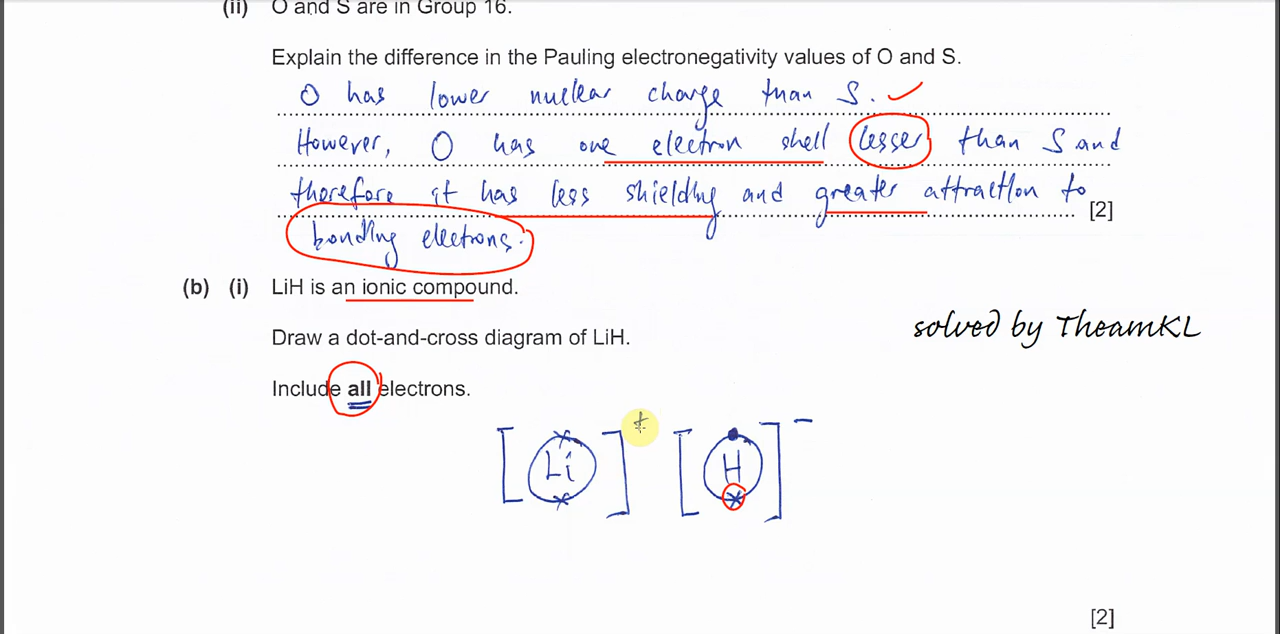 (ii) O and S are in Group 16.
Explain the difference in the Pauling electronegativity values of O and S.
O has lower nuclear charge than S.
However, O has one electron shell lesser than S and
therefore it has less shielding and greater attraction to
[2]
bonding electrons.
(b) (i) LiH is an ionic compound.
solved by TheamKL
Draw a dot-and-cross diagram of LiH.
Include all electrons.
[Li]+ [H]−
[2]